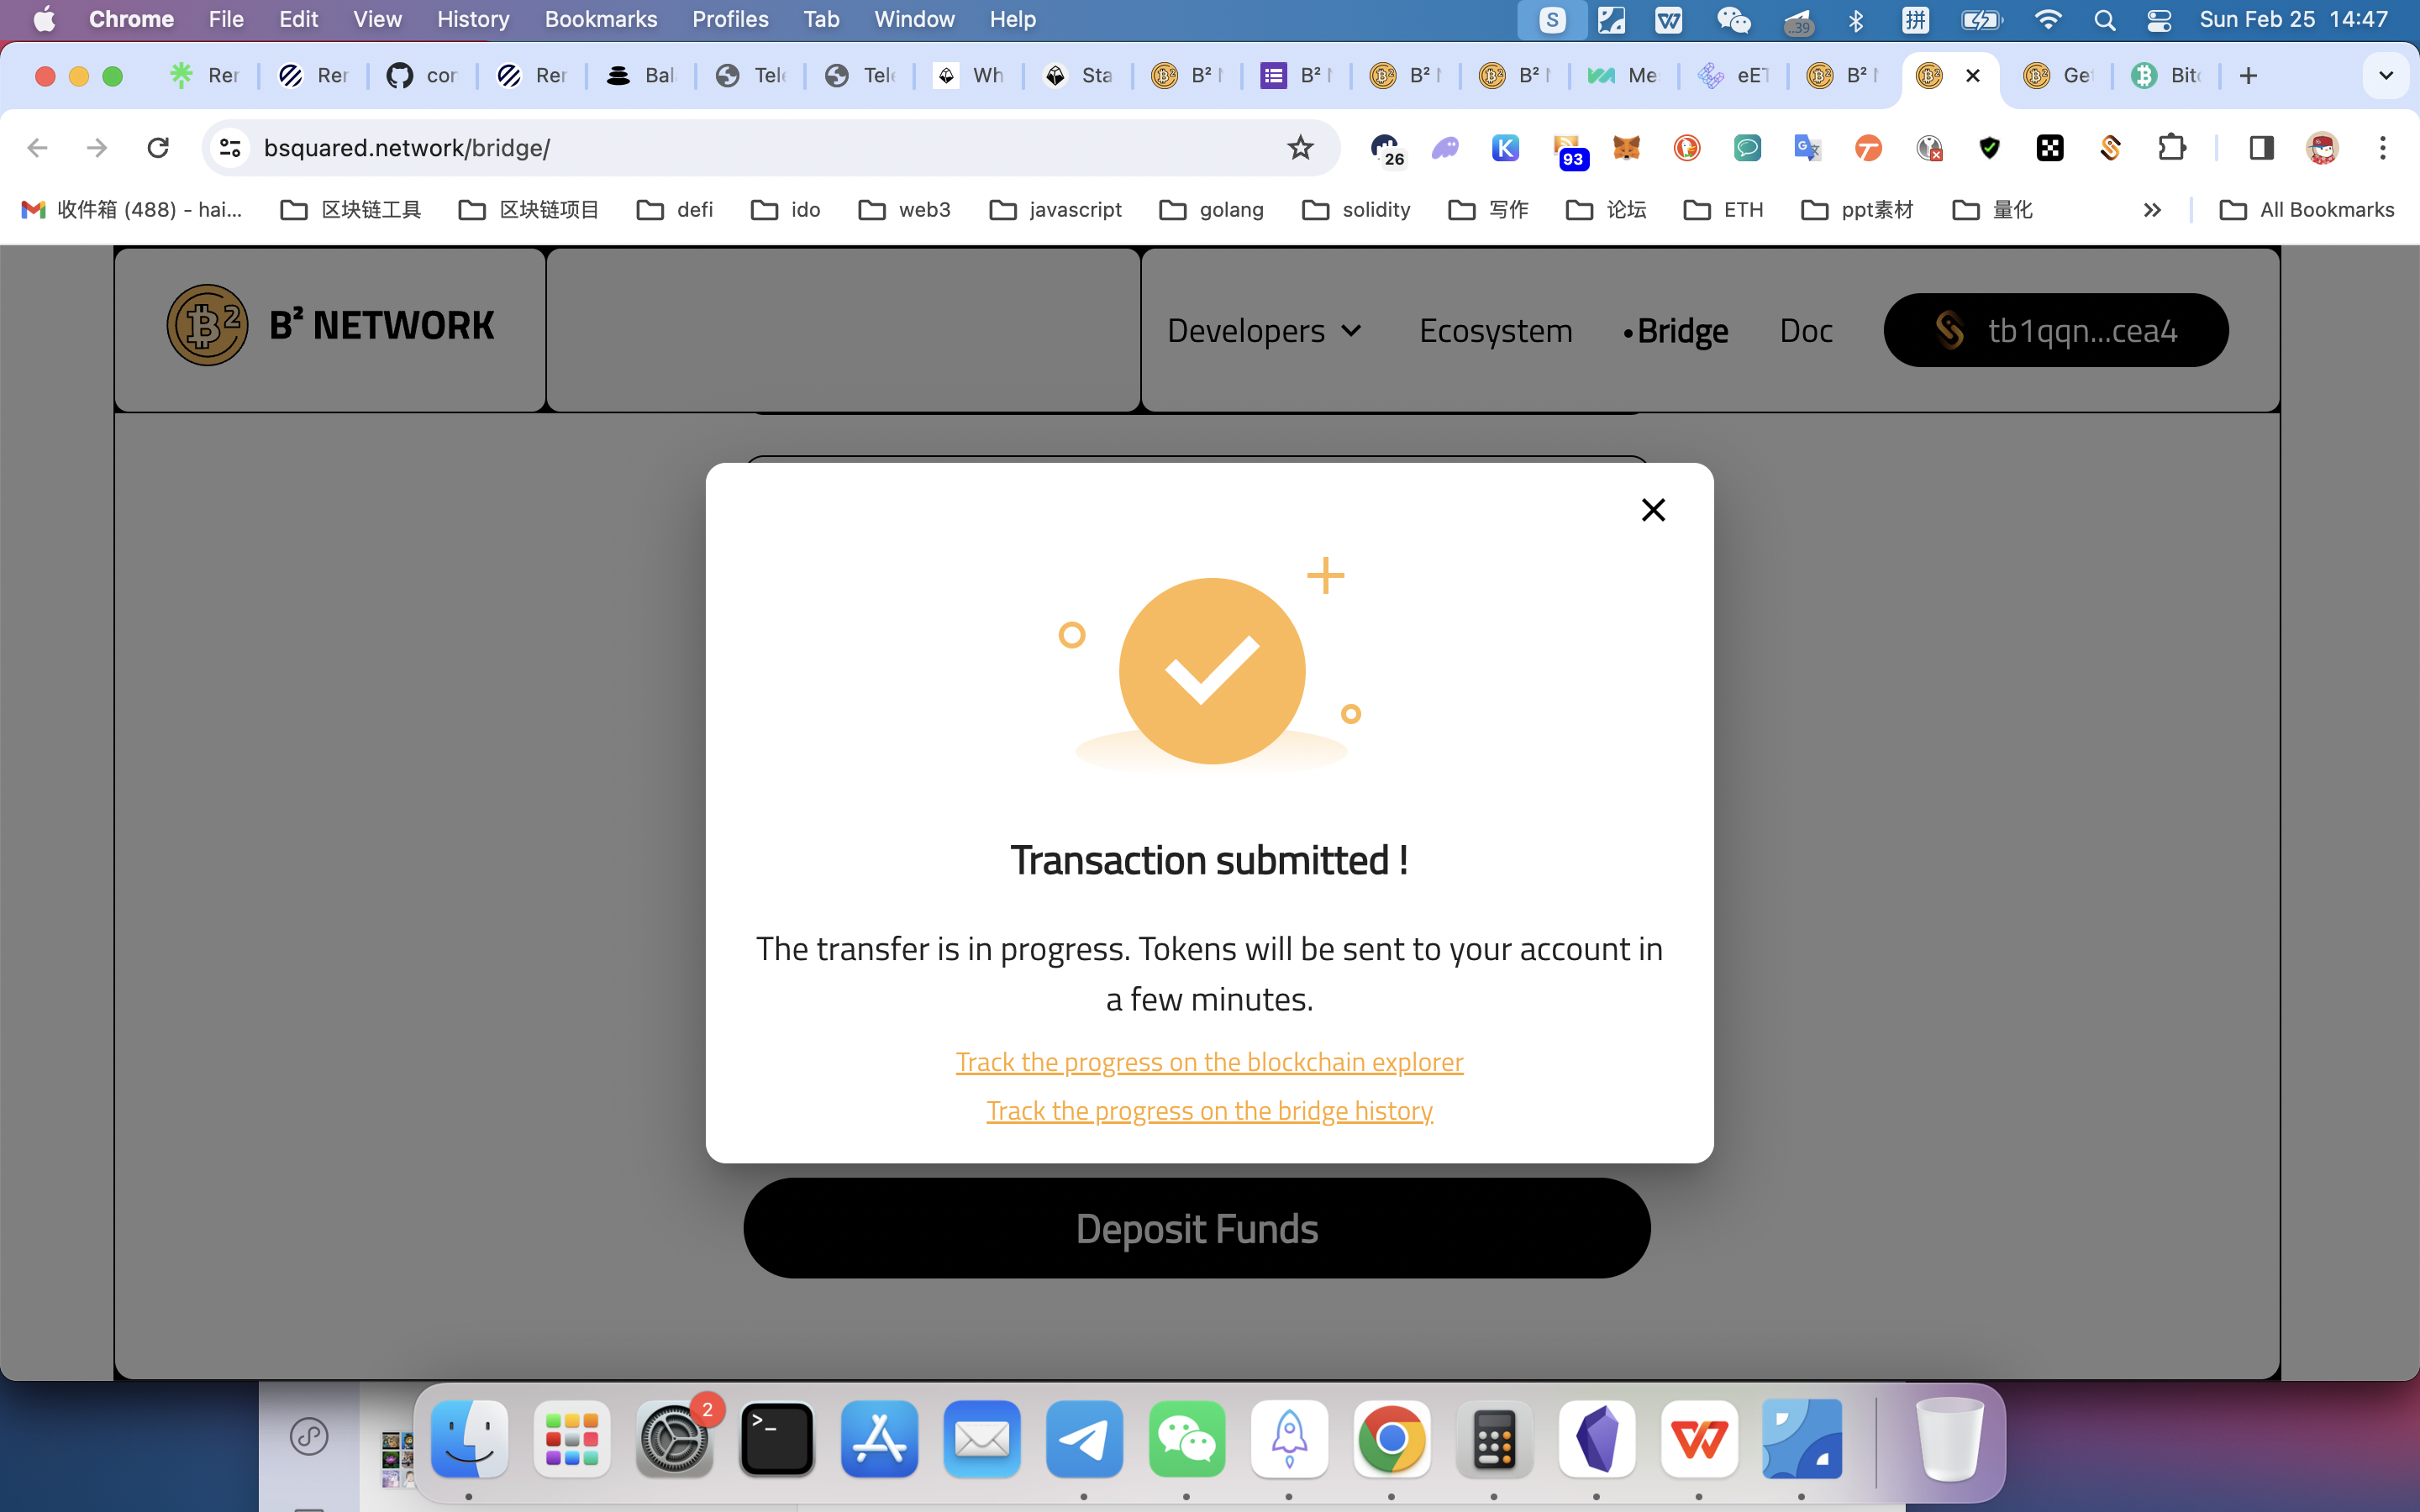 Chrome File Edit View History Bookmarks Profiles Tab Window Help S 39 拼 Sun Feb 25 14:47
Rer Rer cor Rer Bal Tele Tele Wh Sta B² N B² N B² N B² N Me eET B² N Get Bit
bsquared.network/bridge/ 26 K 93
收件箱 (488) - hai... 区块链工具 区块链项目 defi ido web3 javascript golang solidity 写作 论坛 ETH ppt素材 量化 All Bookmarks
B² NETWORK Developers Ecosystem •Bridge Doc tb1qqn...cea4
Transaction submitted !
The transfer is in progress. Tokens will be sent to your account in
a few minutes.
Track the progress on the blockchain explorer
Track the progress on the bridge history
Deposit Funds
2